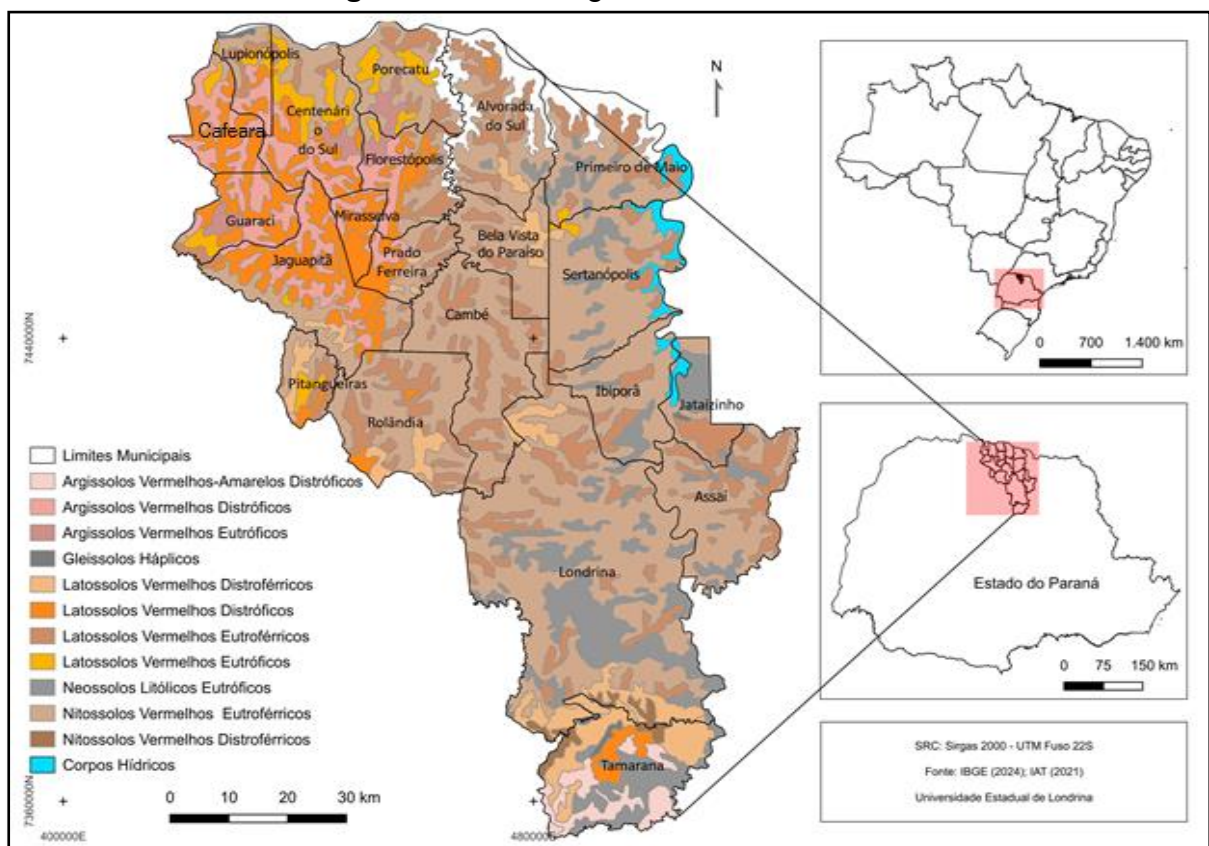 N
Lupionópolis
Porecatu
Centenári
o
do Sul
Alvorada
do Sul
Cafeara
Florestópolis
Primeiro de Maio
Guaraci
Mirasselva
Jaguapitã
Prado
Ferreira
Bela Vista
do Paraíso
Sertanópolis
Cambé
7440000N
Pitangueiras
Ibiporã
Rolândia
Jataizinho
Assaí
Londrina
Tamarana
Limites Municipais
Argissolos Vermelhos-Amarelos Distróficos
Argissolos Vermelhos Distróficos
Argissolos Vermelhos Eutróficos
Gleissolos Háplicos
Latossolos Vermelhos Distroférricos
Latossolos Vermelhos Distróficos
Latossolos Vermelhos Eutroférricos
Latossolos Vermelhos Eutróficos
Neossolos Litólicos Eutróficos
Nitossolos Vermelhos Eutroférricos
Nitossolos Vermelhos Distroférricos
Corpos Hídricos
0 10 20 30 km
7360000N
400000E
480000E
0 700 1.400 km
Estado do Paraná
0 75 150 km
SRC: Sirgas 2000 - UTM Fuso 22S
Fonte: IBGE (2024); IAT (2021)
Universidade Estadual de Londrina